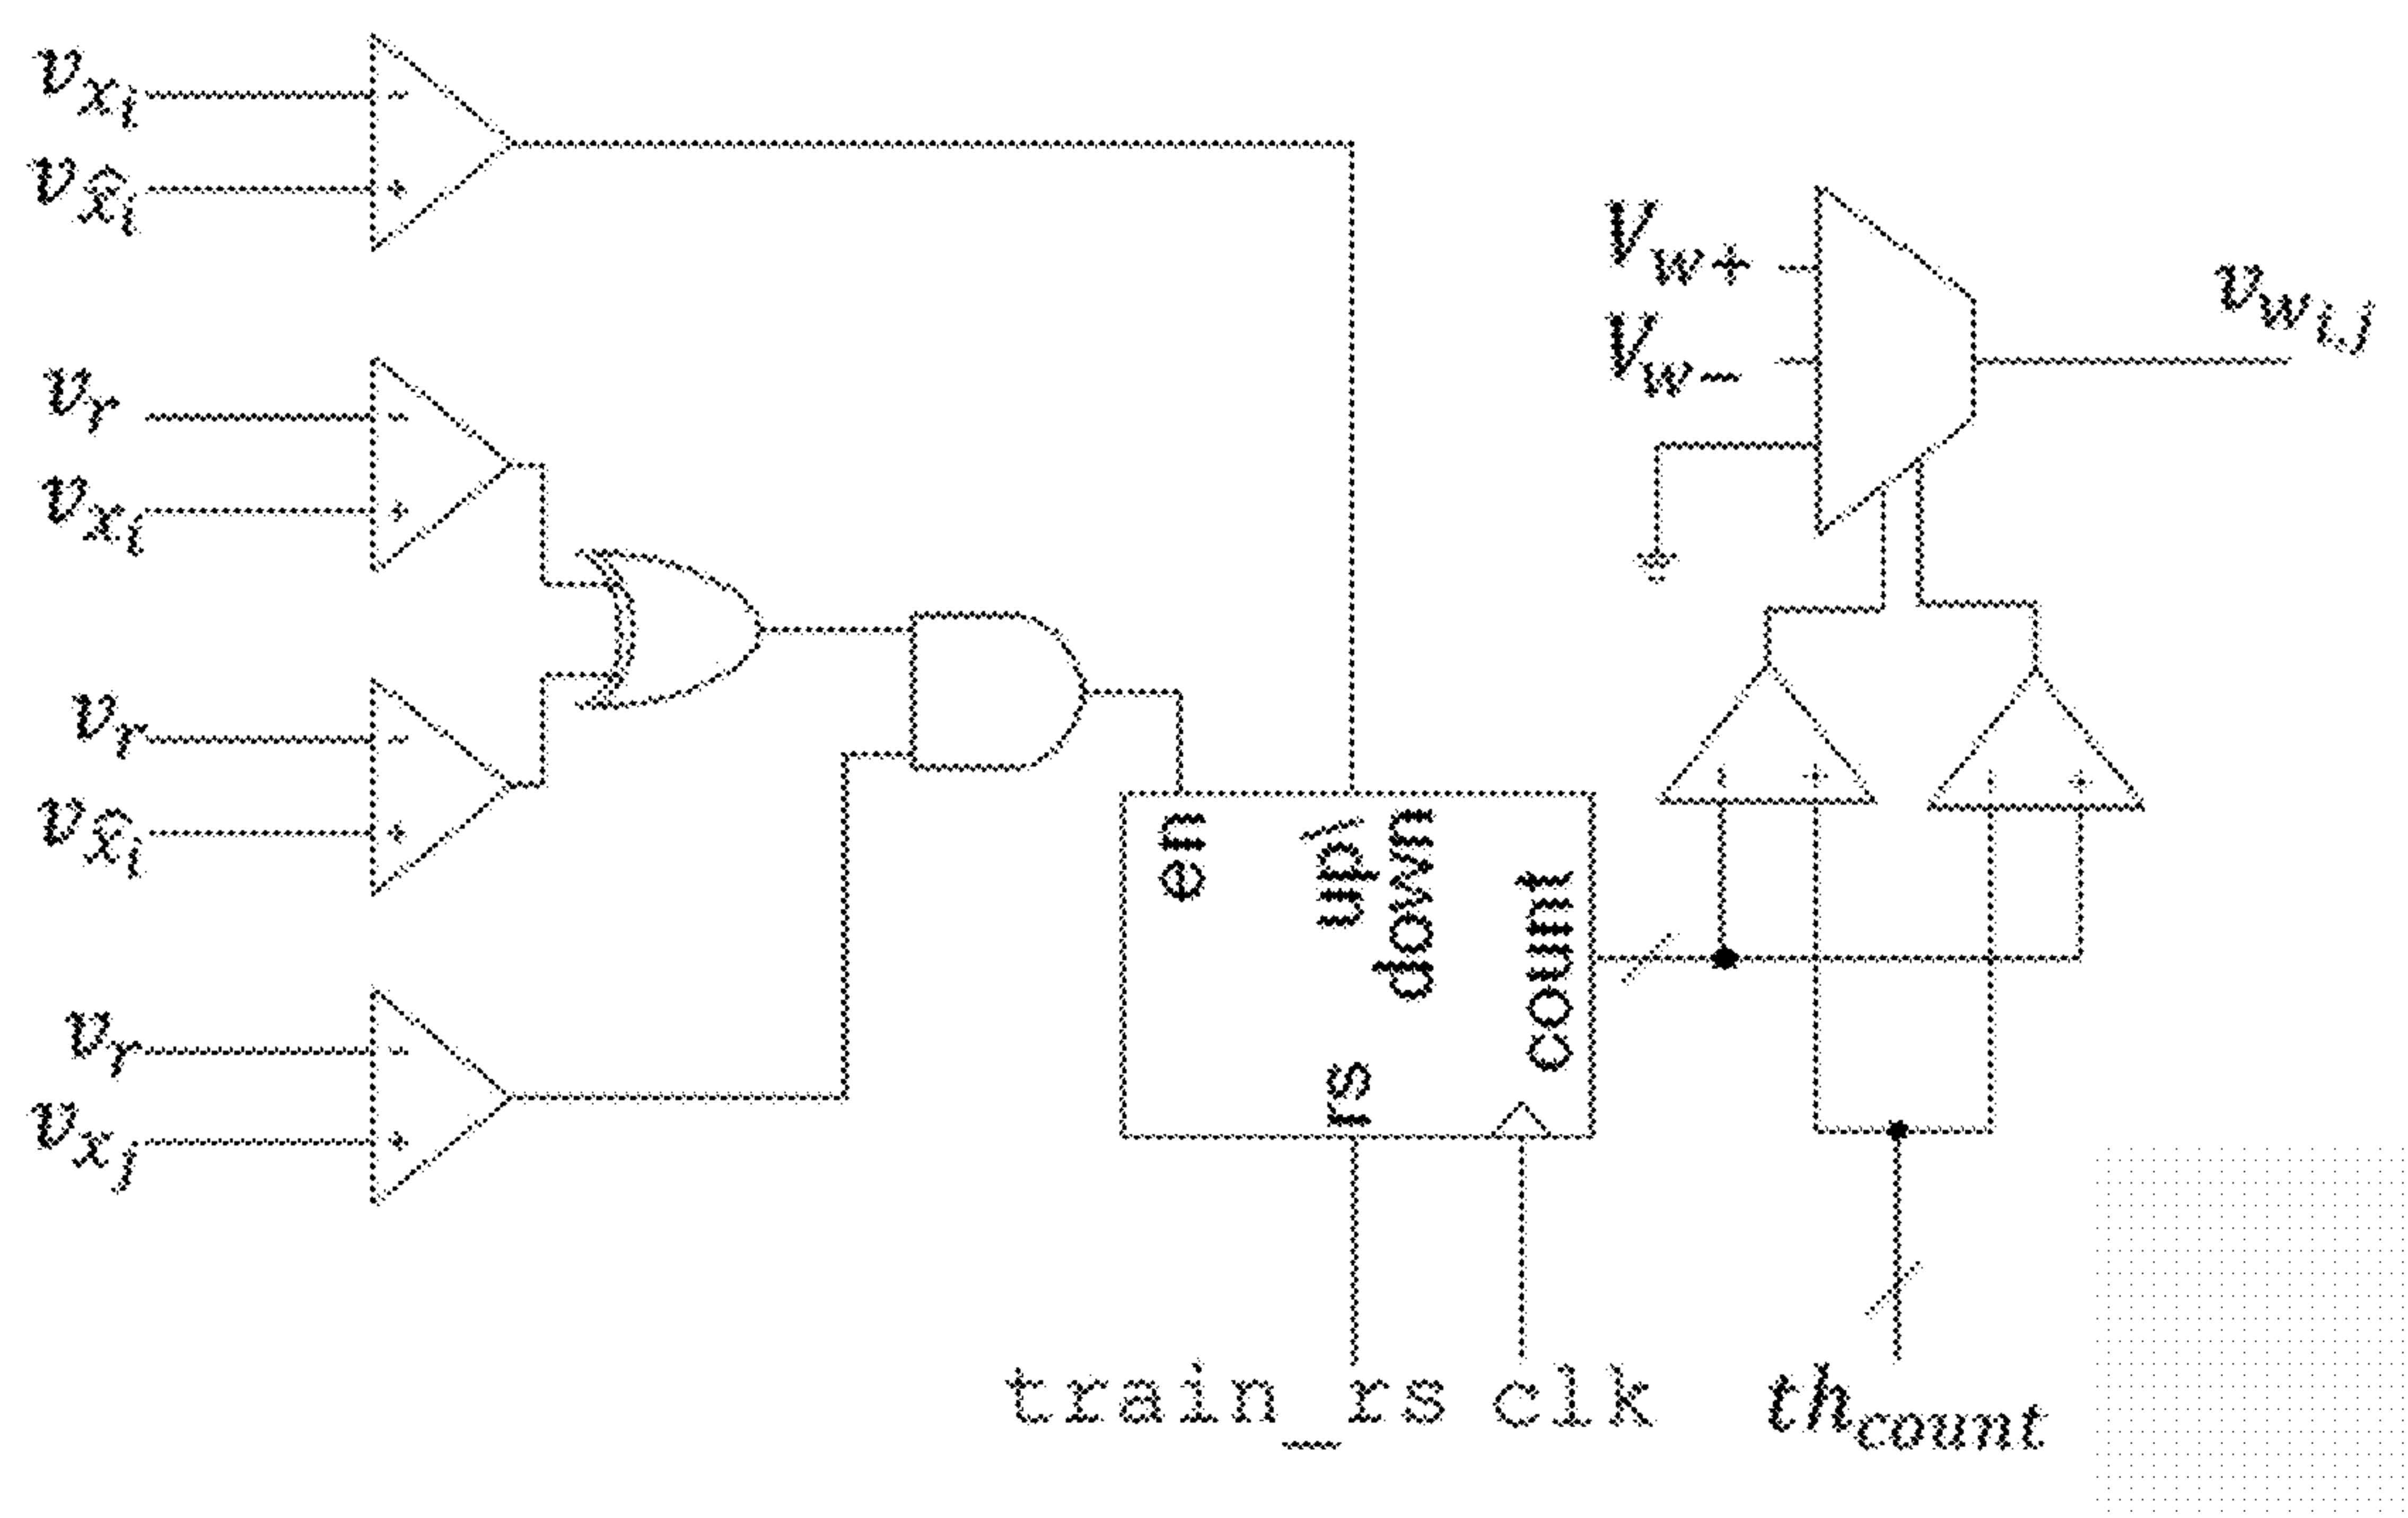 v_{x_i}
v_{\hat{x}_i}
v_r
v_{x_i}
v_r
v_{\hat{x}_i}
v_r
v_{x_j}
- + - + - + - +
en
up\
down
count
rs
V_{w+}
V_{w-}
v_{w_{i,j}}
- + - +
train_rs clk th_{count}